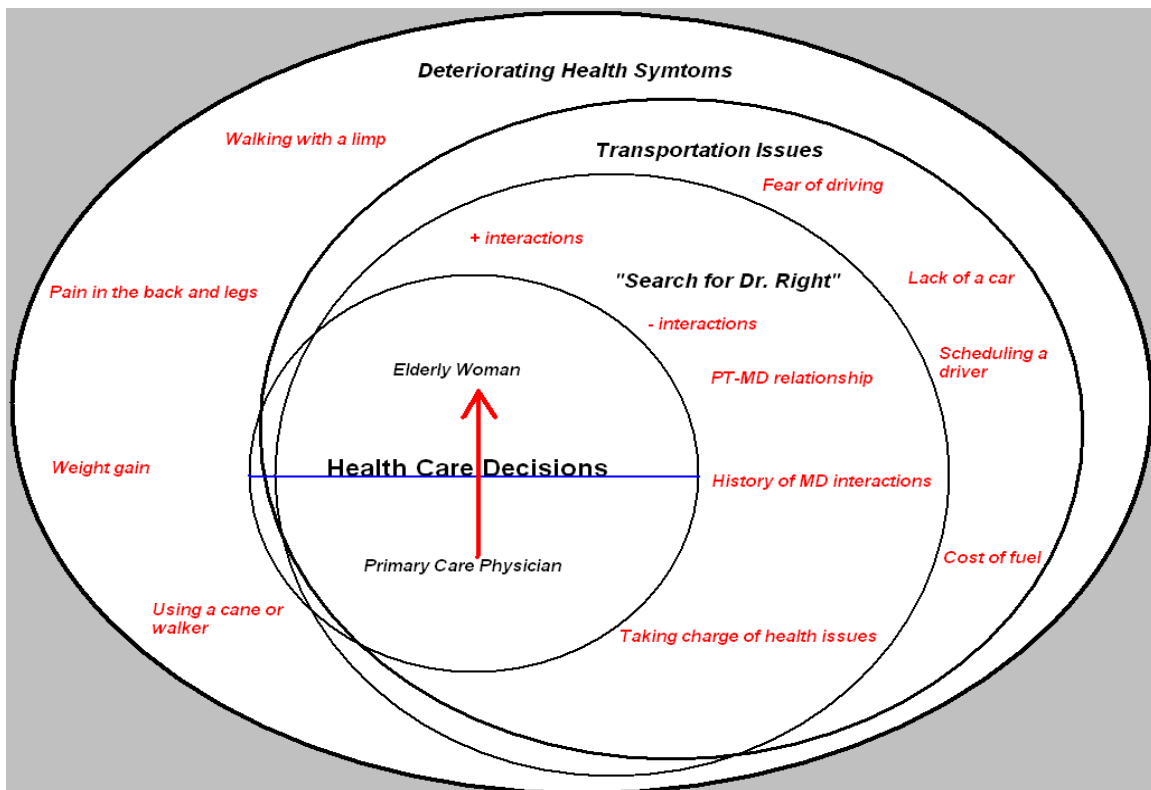 Deteriorating Health Symtoms
Walking with a limp
Transportation Issues
Fear of driving
+ interactions
"Search for Dr. Right"
Lack of a car
Pain in the back and legs
- interactions
Scheduling a
driver
Elderly Woman
PT-MD relationship
Weight gain
Health Care Decisions
History of MD interactions
Cost of fuel
Primary Care Physician
Using a cane or
walker
Taking charge of health issues